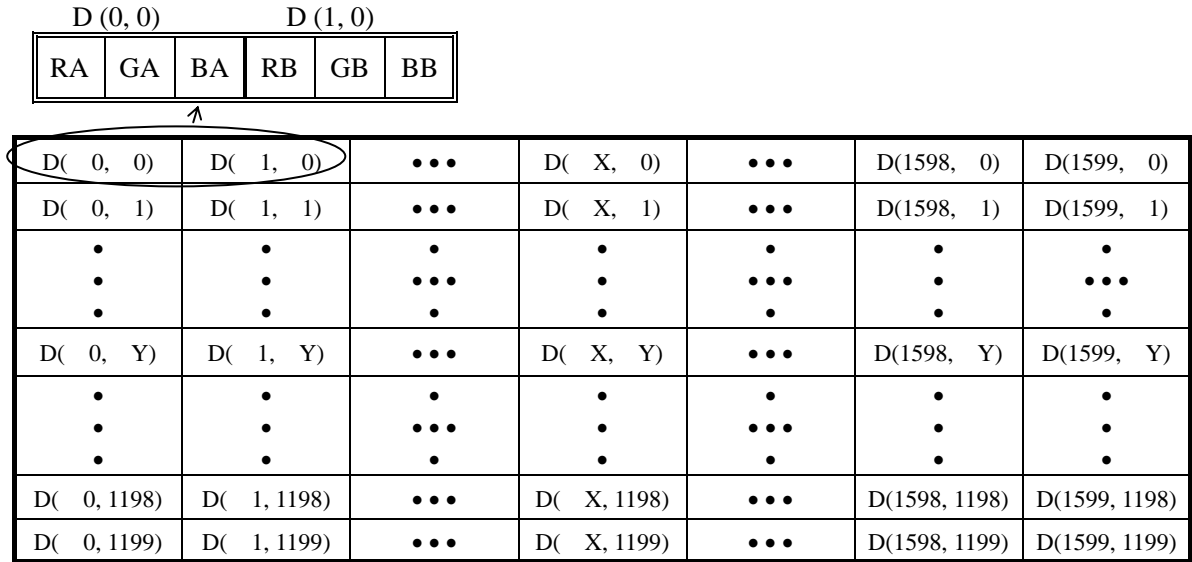 D (0, 0) D (1, 0)
RA GA BA RB GB BB
D( 0, 0) D( 1, 0) ••• D( X, 0) ••• D(1598, 0) D(1599, 0)
D( 0, 1) D( 1, 1) ••• D( X, 1) ••• D(1598, 1) D(1599, 1)
• • • • • • •
• • ••• • ••• • •••
• • • • • • •
D( 0, Y) D( 1, Y) ••• D( X, Y) ••• D(1598, Y) D(1599, Y)
• • • • • • •
• • ••• • ••• • •
• • • • • • •
D( 0, 1198) D( 1, 1198) ••• D( X, 1198) ••• D(1598, 1198) D(1599, 1198)
D( 0, 1199) D( 1, 1199) ••• D( X, 1199) ••• D(1598, 1199) D(1599, 1199)